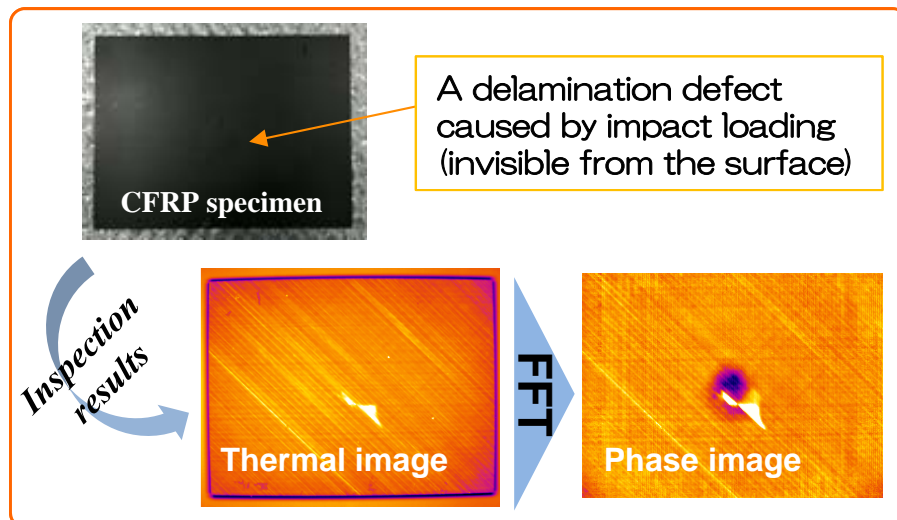 A delamination defect
caused by impact loading
(invisible from the surface)
CFRP specimen
Inspection
results
Thermal image
FFT
Phase image